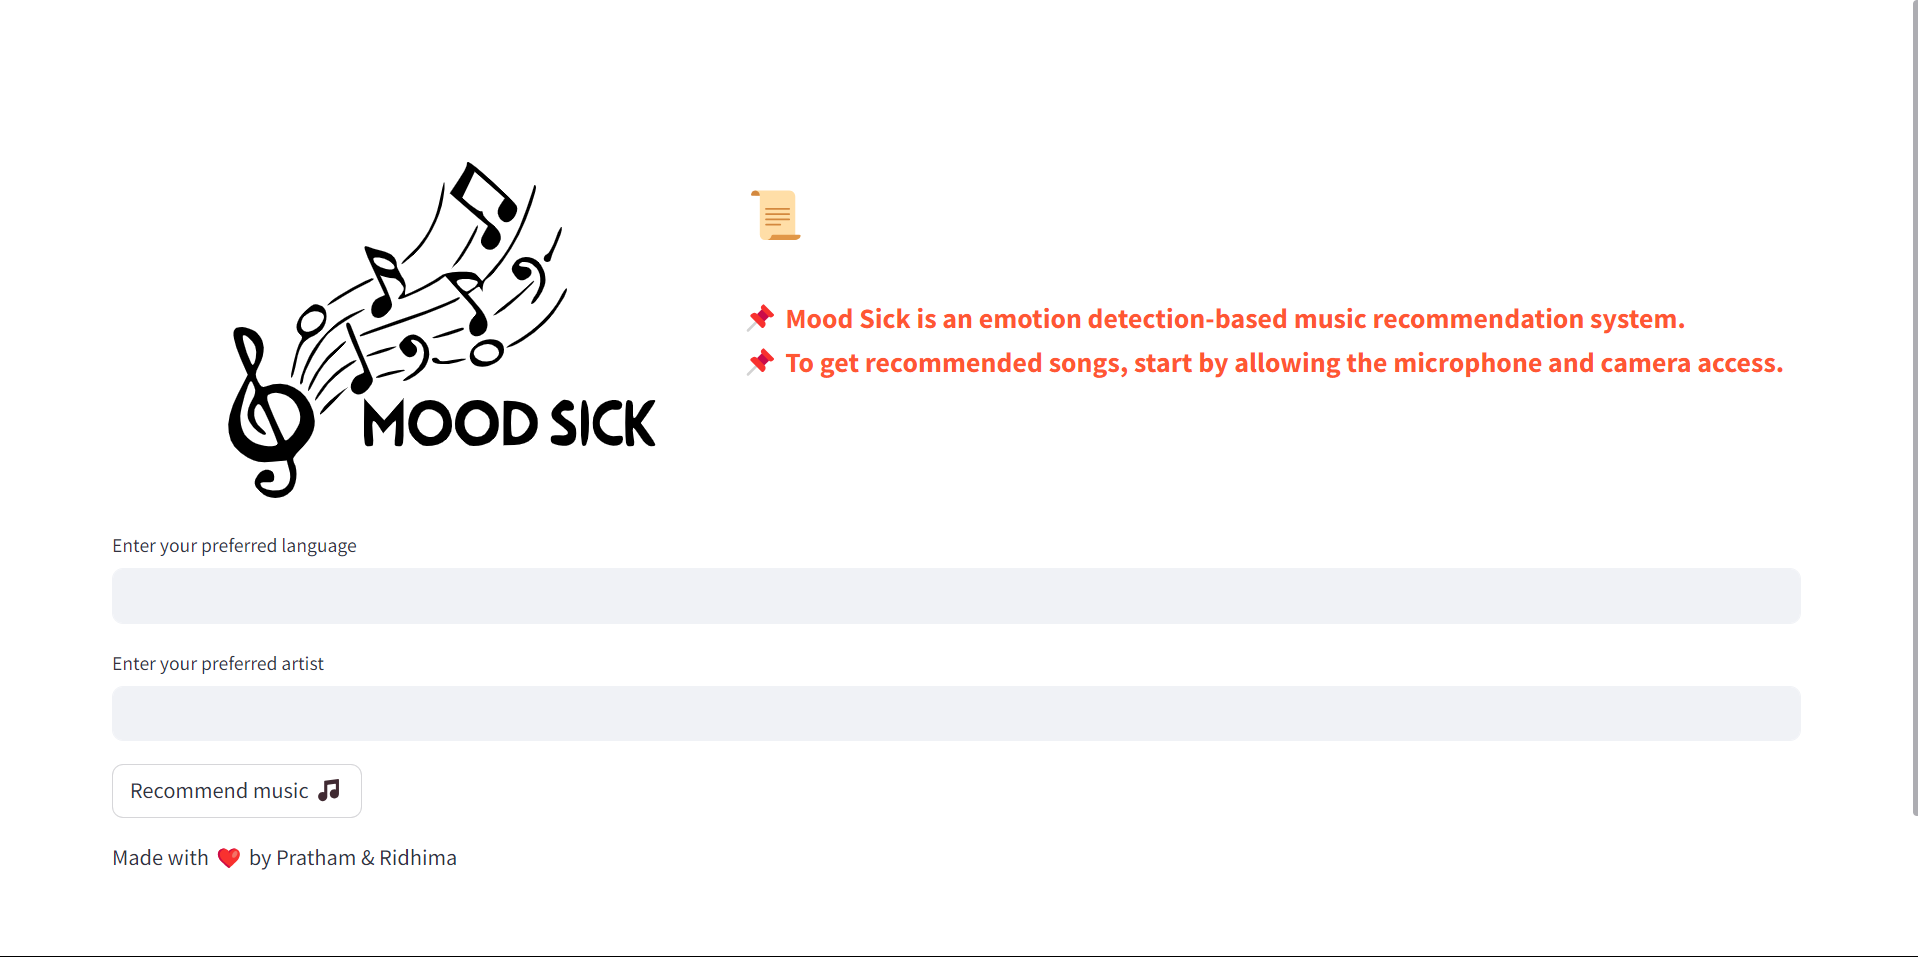 MOOD SICK
📜
📌 Mood Sick is an emotion detection-based music recommendation system.
📌 To get recommended songs, start by allowing the microphone and camera access.
Enter your preferred language
Enter your preferred artist
Recommend music 🎵
Made with ❤️ by Pratham & Ridhima